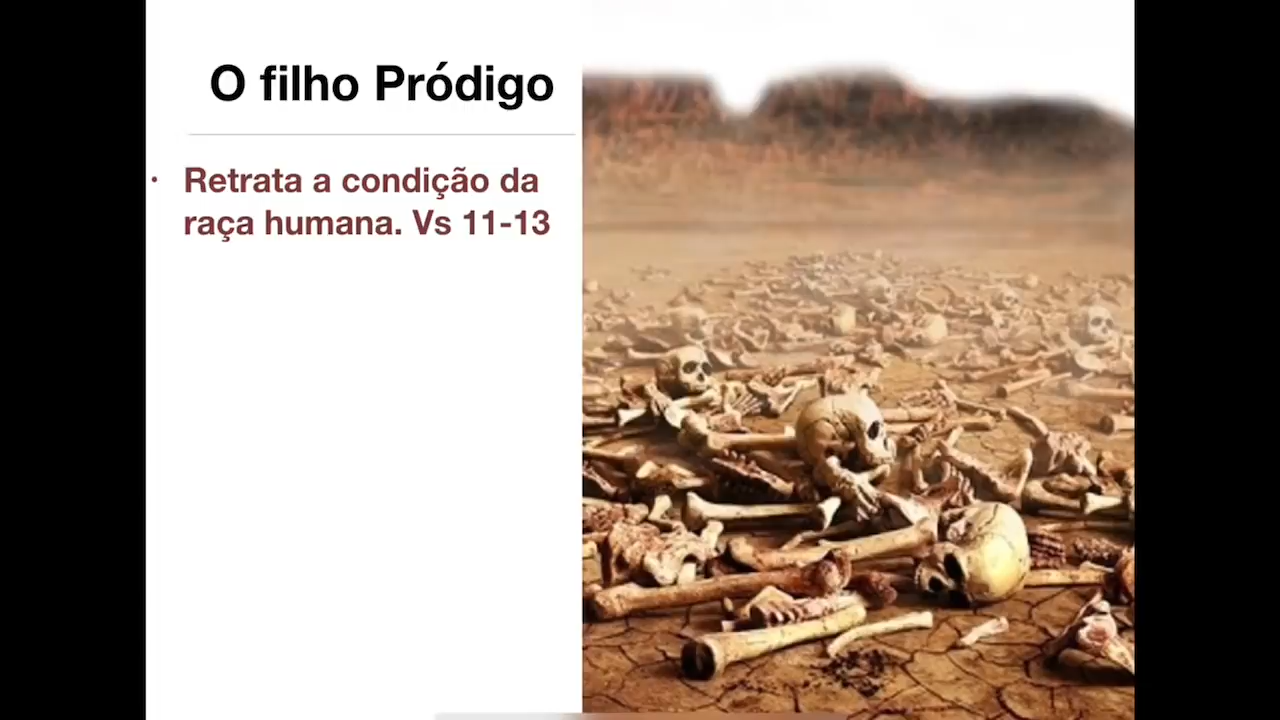 O filho Pródigo
· Retrata a condição da
raça humana. Vs 11-13